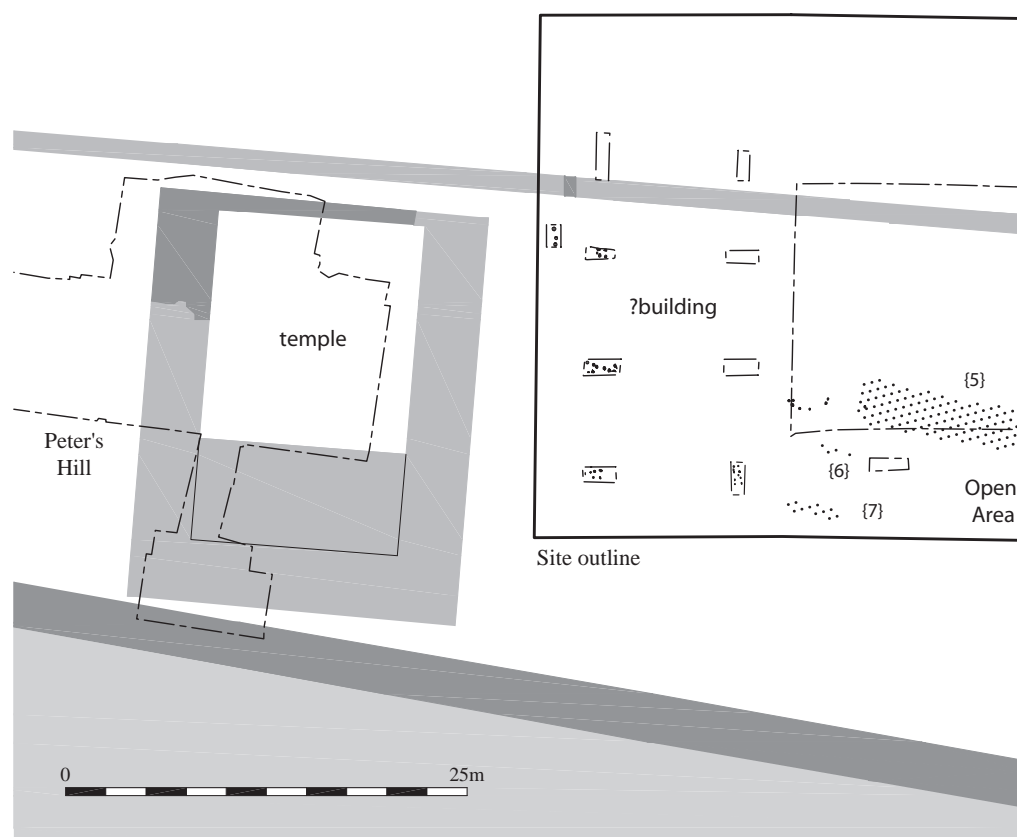 ?building
temple
{5}
Peter's
Hill
{6}
Open
Area
{7}
Site outline
0
25m